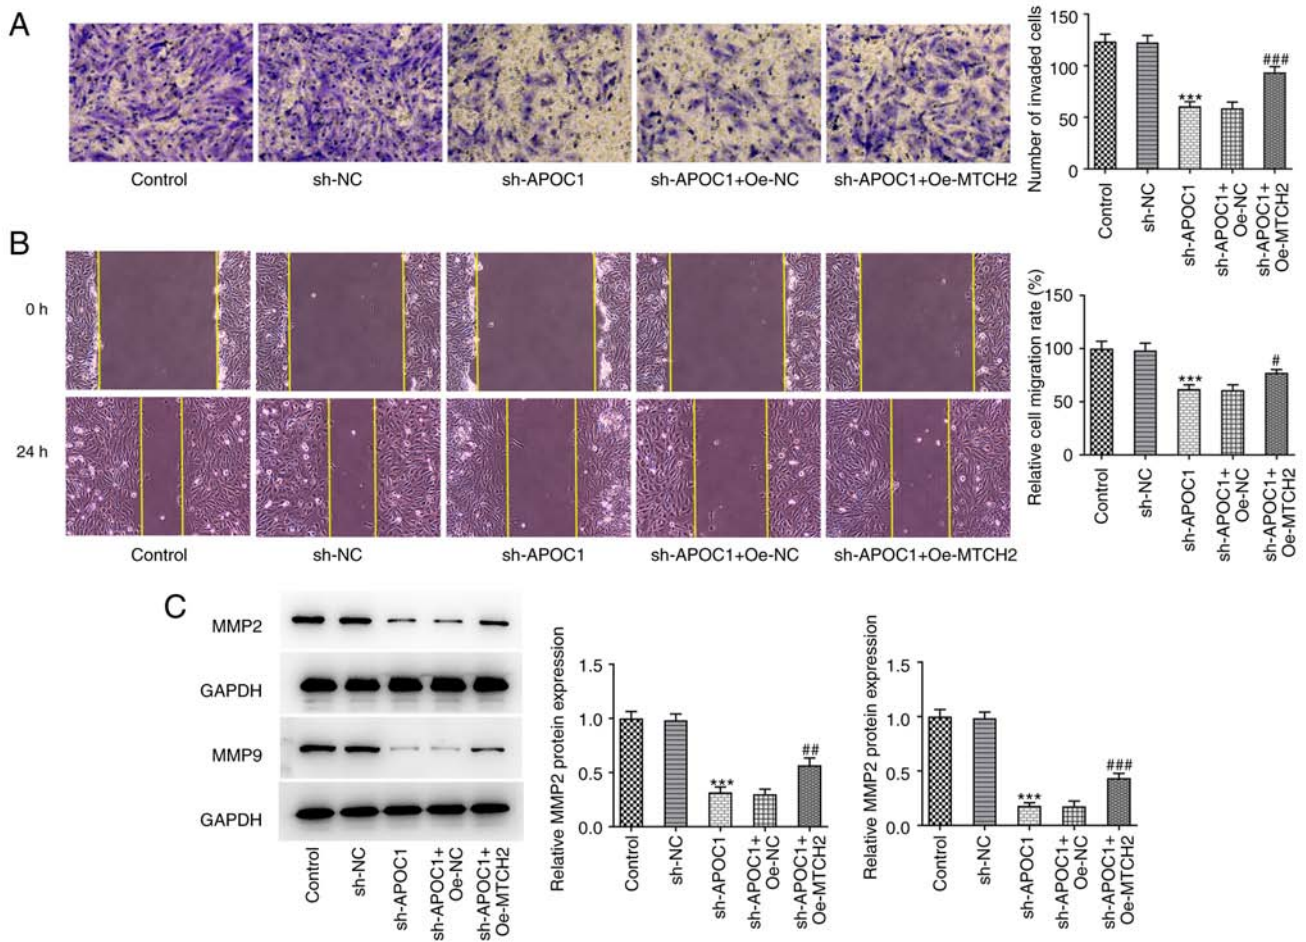 A
Control
sh-NC
sh-APOC1
sh-APOC1+Oe-NC
sh-APOC1+Oe-MTCH2
Number of invaded cells
150
100
50
0
***
###
Control
sh-NC
sh-APOC1
sh-APOC1+
Oe-NC
sh-APOC1+
Oe-MTCH2
B
0 h
24 h
Control
sh-NC
sh-APOC1
sh-APOC1+Oe-NC
sh-APOC1+Oe-MTCH2
Relative cell migration rate (%)
150
100
50
0
***
#
Control
sh-NC
sh-APOC1
sh-APOC1+
Oe-NC
sh-APOC1+
Oe-MTCH2
C
MMP2
GAPDH
MMP9
GAPDH
Control
sh-NC
sh-APOC1
sh-APOC1+
Oe-NC
sh-APOC1+
Oe-MTCH2
Relative MMP2 protein expression
1.5
1.0
0.5
0.0
***
##
Control
sh-NC
sh-APOC1
sh-APOC1+
Oe-NC
sh-APOC1+
Oe-MTCH2
Relative MMP2 protein expression
1.5
1.0
0.5
0.0
***
###
Control
sh-NC
sh-APOC1
sh-APOC1+
Oe-NC
sh-APOC1+
Oe-MTCH2